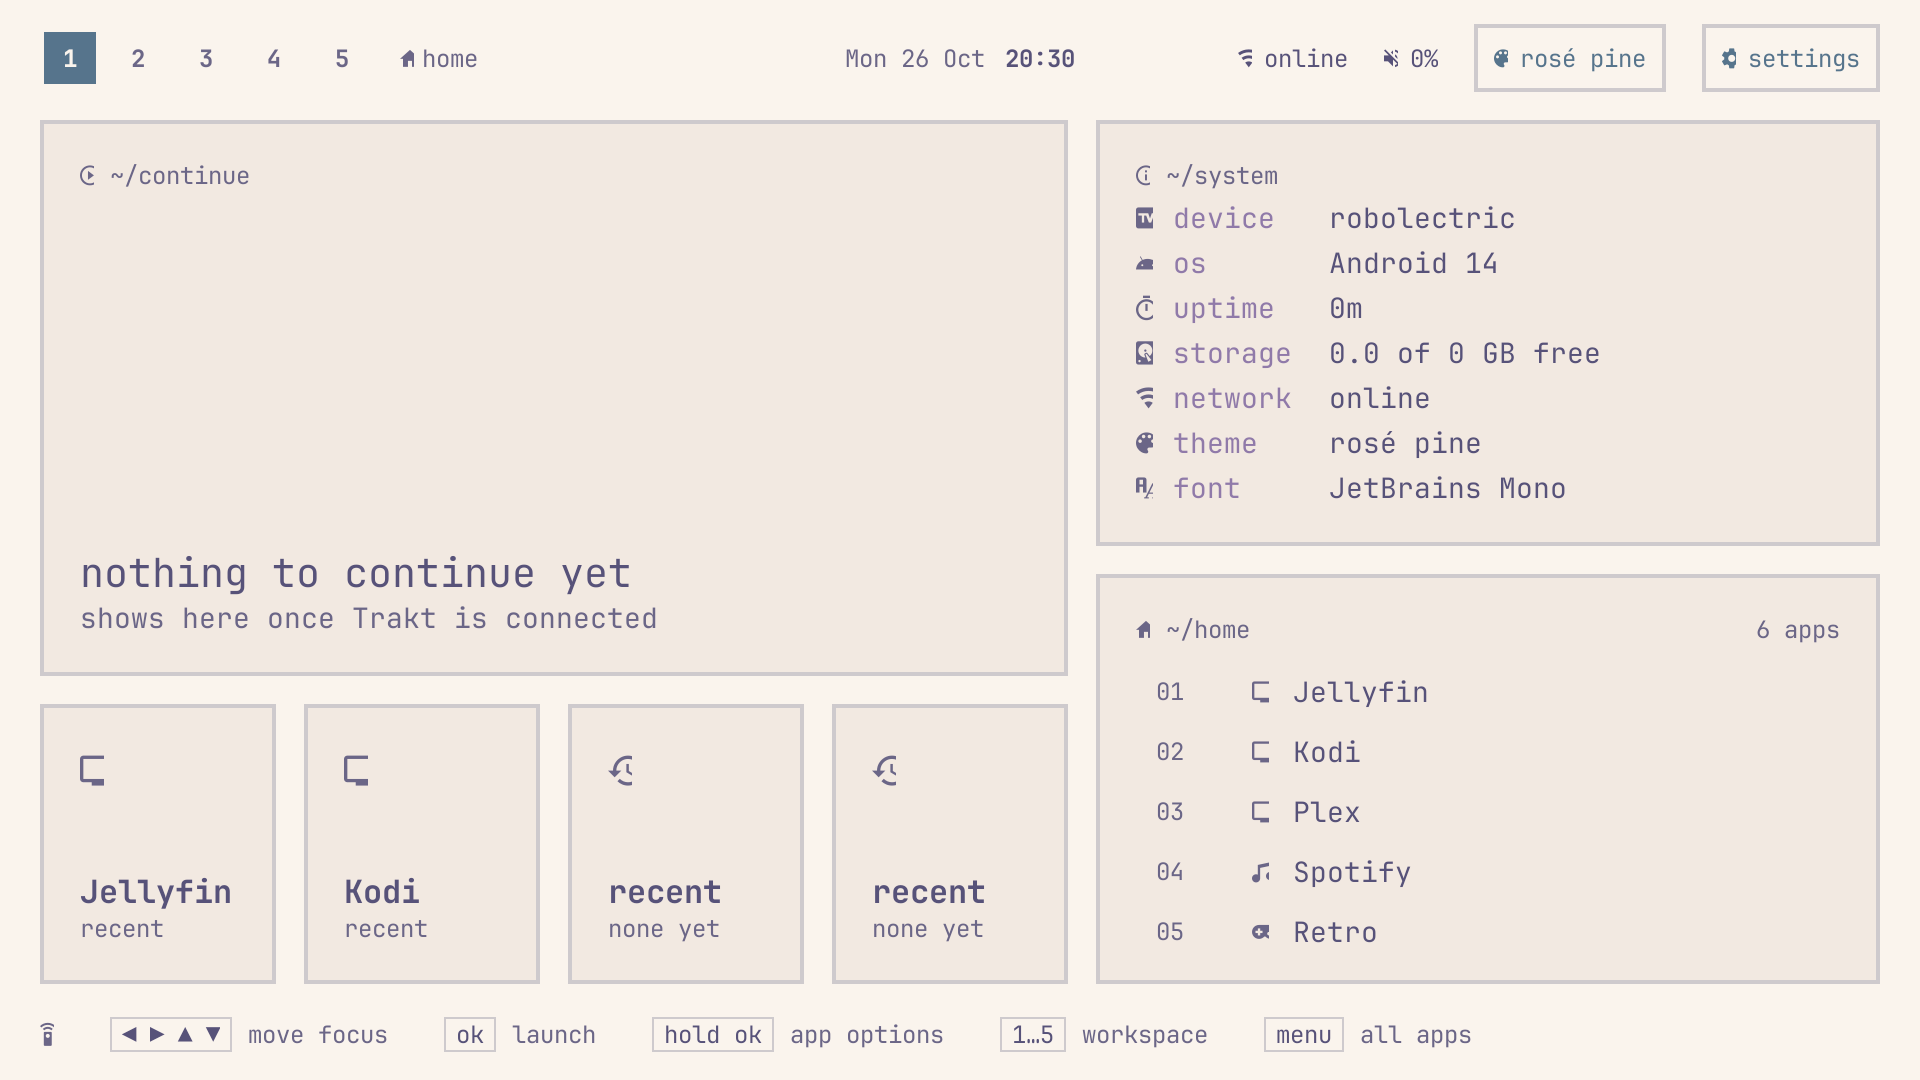 1 2 3 4 5 home Mon 26 Oct 20:30 online 0% rosé pine settings
~/continue
nothing to continue yet
shows here once Trakt is connected
~/system
device robolectric
os Android 14
uptime 0m
storage 0.0 of 0 GB free
network online
theme rosé pine
font JetBrains Mono
Jellyfin
recent
Kodi
recent
recent
none yet
recent
none yet
~/home 6 apps
01 Jellyfin
02 Kodi
03 Plex
04 Spotify
05 Retro
◀ ▶ ▲ ▼ move focus ok launch hold ok app options 1…5 workspace menu all apps